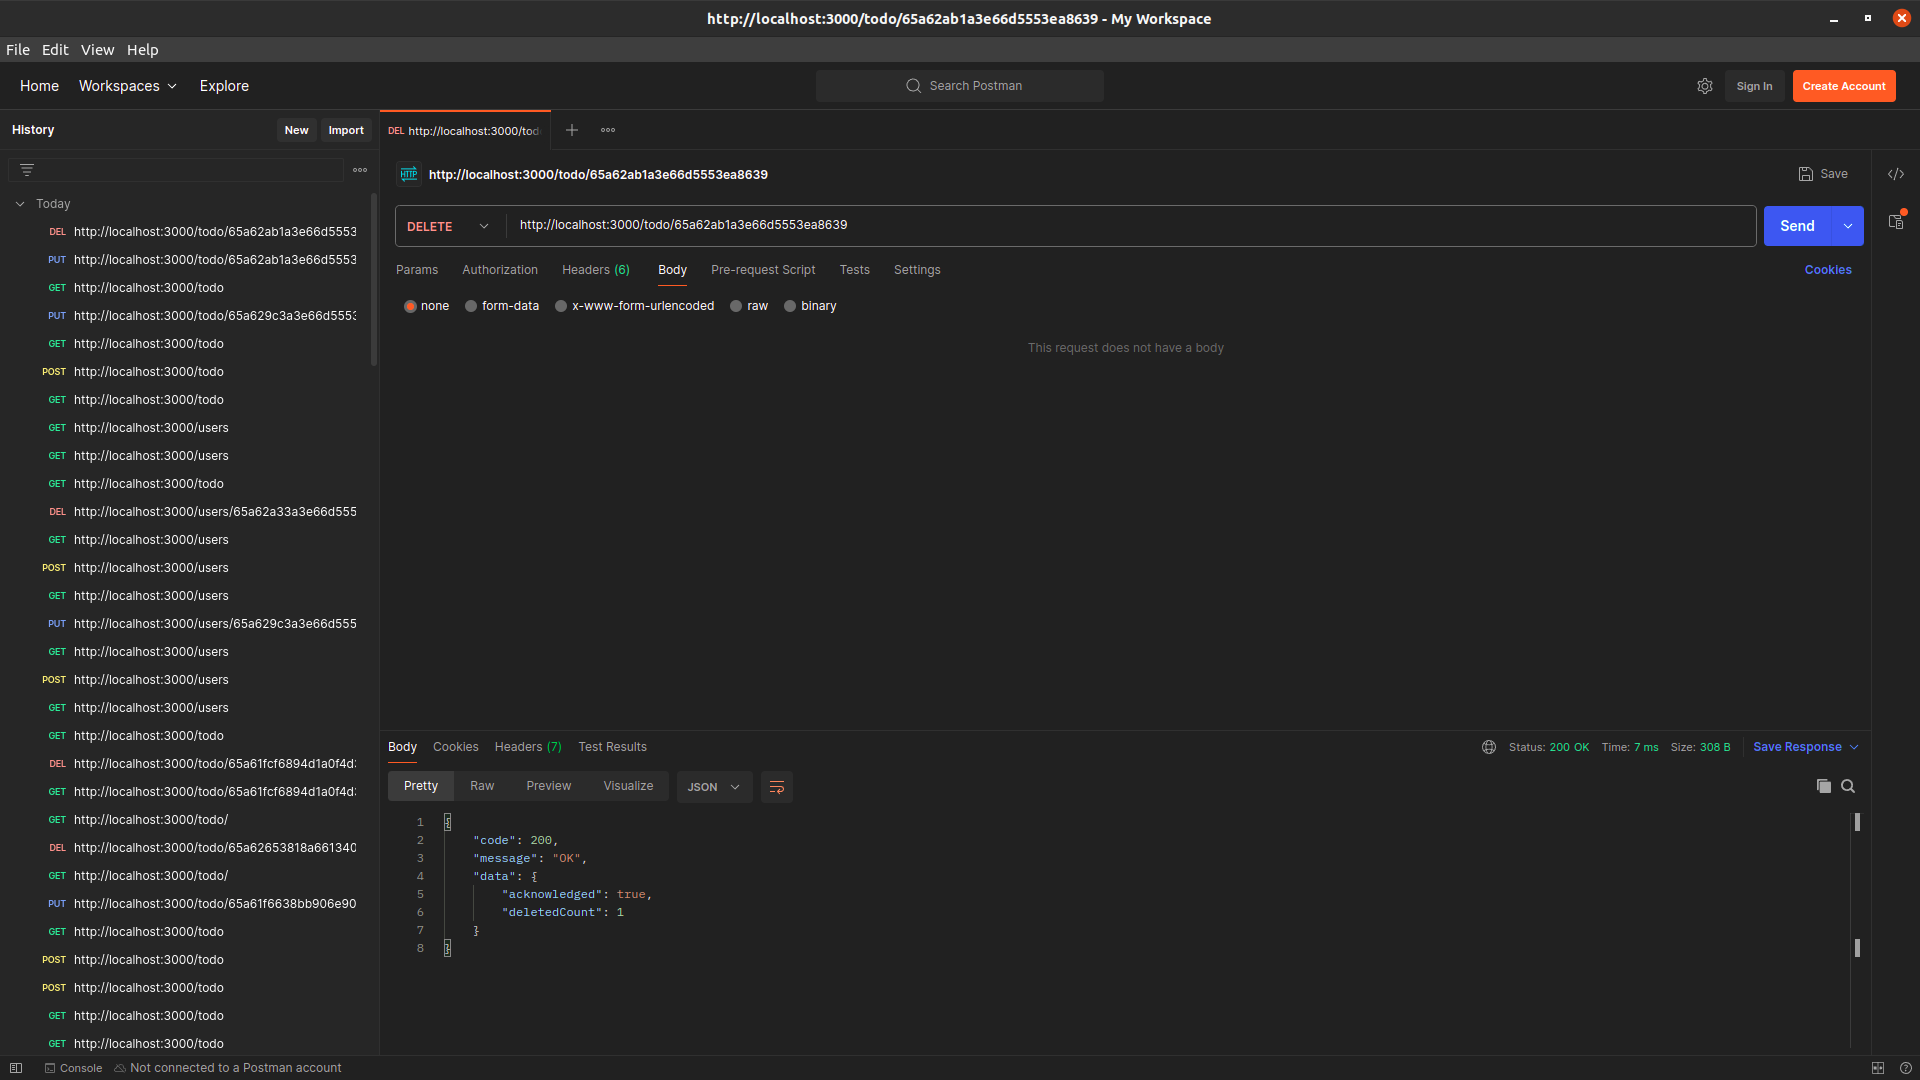 http://localhost:3000/todo/65a62ab1a3e66d5553ea8639 - My Workspace
File Edit View Help
Home Workspaces Explore Search Postman Sign In Create Account
History New Import
DEL http://localhost:3000/tod
http://localhost:3000/todo/65a62ab1a3e66d5553ea8639 Save
DELETE http://localhost:3000/todo/65a62ab1a3e66d5553ea8639 Send
Params Authorization Headers (6) Body Pre-request Script Tests Settings Cookies
none form-data x-www-form-urlencoded raw binary
This request does not have a body
Today
DEL http://localhost:3000/todo/65a62ab1a3e66d5553
PUT http://localhost:3000/todo/65a62ab1a3e66d5553
GET http://localhost:3000/todo
PUT http://localhost:3000/todo/65a629c3a3e66d5553
GET http://localhost:3000/todo
POST http://localhost:3000/todo
GET http://localhost:3000/todo
GET http://localhost:3000/users
GET http://localhost:3000/users
GET http://localhost:3000/todo
DEL http://localhost:3000/users/65a62a33a3e66d555
GET http://localhost:3000/users
POST http://localhost:3000/users
GET http://localhost:3000/users
PUT http://localhost:3000/users/65a629c3a3e66d555
GET http://localhost:3000/users
POST http://localhost:3000/users
GET http://localhost:3000/users
GET http://localhost:3000/todo
DEL http://localhost:3000/todo/65a61fcf6894d1a0f4d
GET http://localhost:3000/todo/65a61fcf6894d1a0f4d
GET http://localhost:3000/todo/
DEL http://localhost:3000/todo/65a62653818a661340
GET http://localhost:3000/todo/
PUT http://localhost:3000/todo/65a61f6638bb906e90
GET http://localhost:3000/todo
POST http://localhost:3000/todo
POST http://localhost:3000/todo
GET http://localhost:3000/todo
GET http://localhost:3000/todo
Body Cookies Headers (7) Test Results Status: 200 OK Time: 7 ms Size: 308 B Save Response
Pretty Raw Preview Visualize JSON
1 {
2 "code": 200,
3 "message": "OK",
4 "data": {
5 "acknowledged": true,
6 "deletedCount": 1
7 }
8 }
Console Not connected to a Postman account